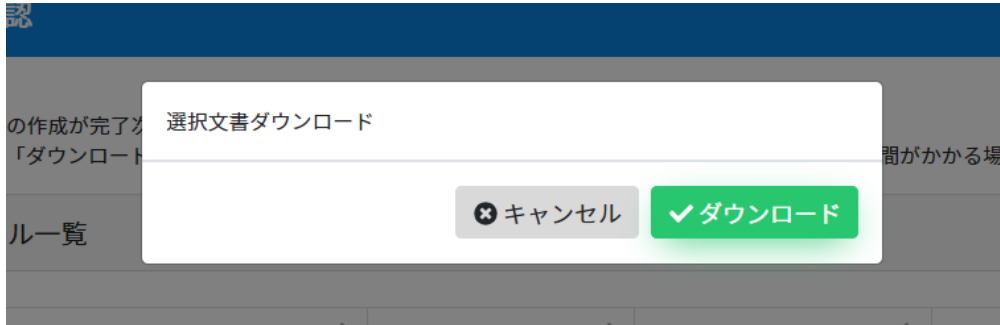 認
の作成が完了次
「ダウンロード
間がかかる場
選択文書ダウンロード
キャンセル
ダウンロード
ル一覧